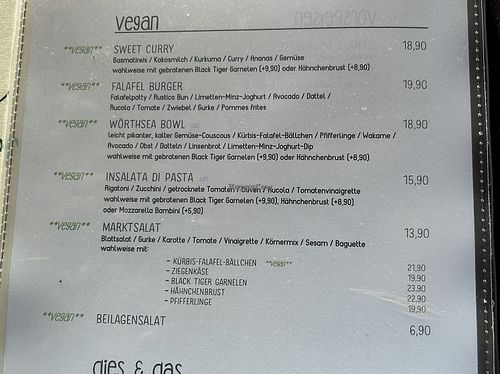 vegan
**vegan** SWEET CURRY 18,90
Basmatireis / Kokosmilch / Kurkuma / Curry / Ananas / Gemüse
wahlweise mit gebratenen Black Tiger Garnelen (+9,90) oder Hähnchenbrust (+8,90)
**vegan** FALAFEL BURGER 19,90
Falafelpatty / Rustico Bun / Limetten-Minz-Joghurt / Avocado / Dattel /
Rucola / Tomate / Zwiebel / Gurke / Pommes frites
**vegan** WÖRTHSEA BOWL 18,90
leicht pikanter, kalter Gemüse-Couscous / Kürbis-Falafel-Bällchen / Pfifferlinge / Wakame /
Avocado / Obst / Datteln / Linsenbrot / Limetten-Minz-Joghurt-Dip
wahlweise mit gebratenen Black Tiger Garnelen (+9,90) oder Hähnchenbrust (+8,90)
**vegan** INSALATA DI PASTA 15,90
Rigatoni / Zucchini / getrocknete Tomaten / Oliven / Rucola / Tomatenvinaigrette
wahlweise mit gebratenen Black Tiger Garnelen (+9,90), Hähnchenbrust (+8,90)
oder Mozzarella Bambini (+5,90)
**vegan** MARKTSALAT 13,90
Blattsalat / Gurke / Karotte / Tomate / Vinaigrette / Körnermix / Sesam / Baguette
wahlweise mit:
- KÜRBIS-FALAFEL-BÄLLCHEN **vegan** 21,90
- ZIEGENKÄSE 19,90
- BLACK TIGER GARNELEN 23,90
- HÄHNCHENBRUST 22,90
- PFIFFERLINGE 19,90
**vegan** BEILAGENSALAT 6,90
dies & das